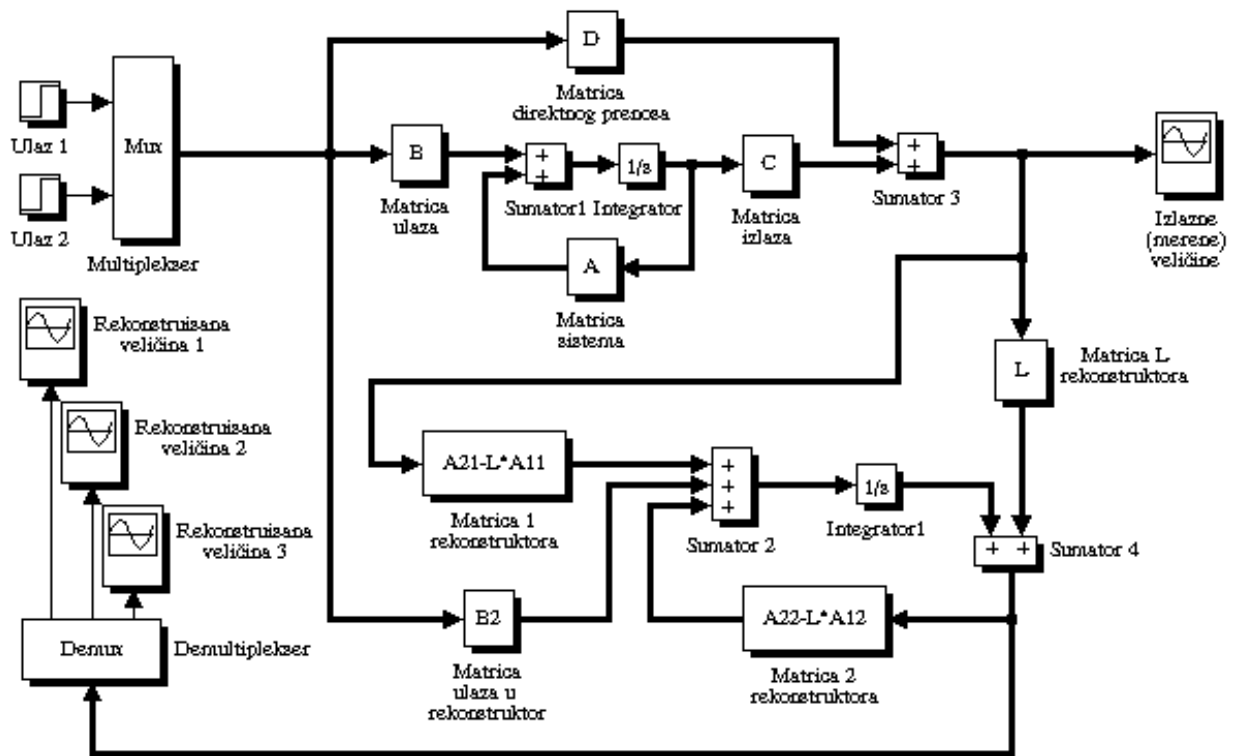 D
Matrica
direktnog prenosa
Ulaz 1
Ulaz 2
Mux
Multiplekser
B
Matrica
ulaza
+
+
Sumator1
1/s
Integrator
C
Matrica
izlaza
A
Matrica
sistema
+
+
Sumator 3
Izlazne
(merene)
veličine
Rekonstruisana
veličina 1
Rekonstruisana
veličina 2
Rekonstruisana
veličina 3
L
Matrica L
rekonstruktora
A21-L*A11
Matrica 1
rekonstruktora
+
+
+
Sumator 2
1/s
Integrator1
+ +
Sumator 4
B2
Matrica
ulaza u
rekonstruktor
A22-L*A12
Matrica 2
rekonstruktora
Demux
Demultiplekser